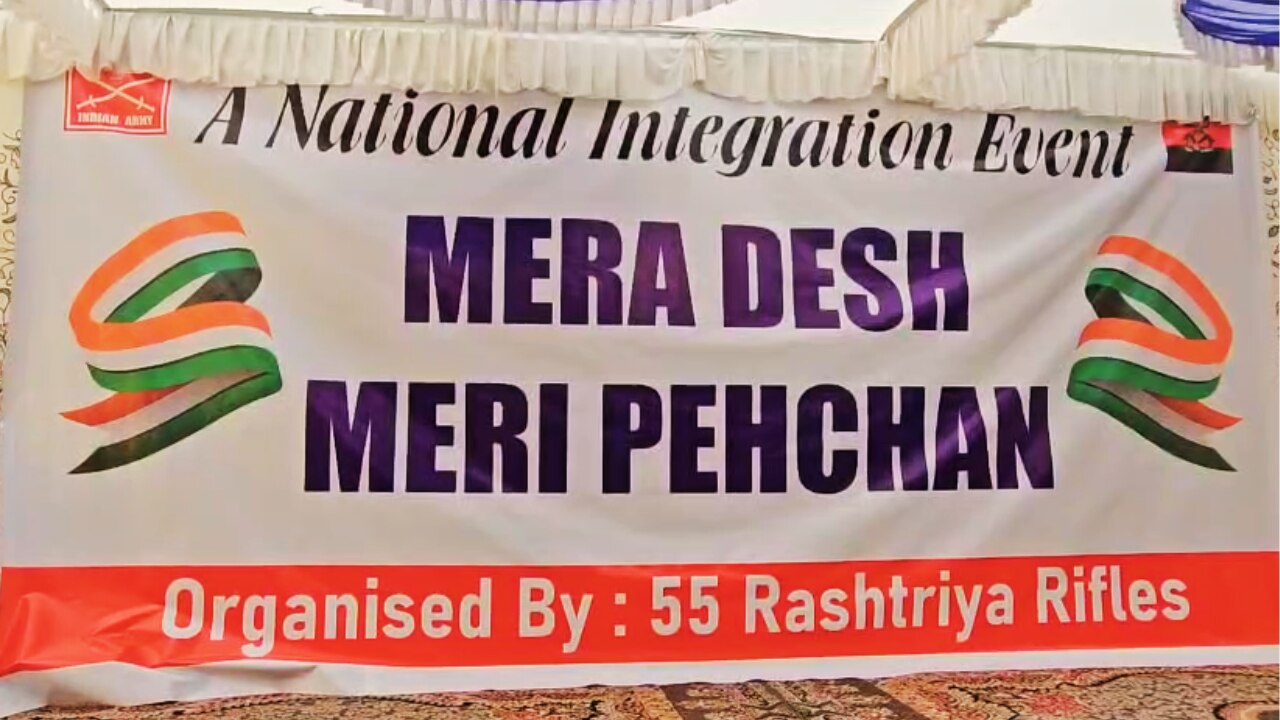 INDIAN ARMY
A National Integration Event
MERA DESH
MERI PEHCHAN
Organised By : 55 Rashtriya Rifles